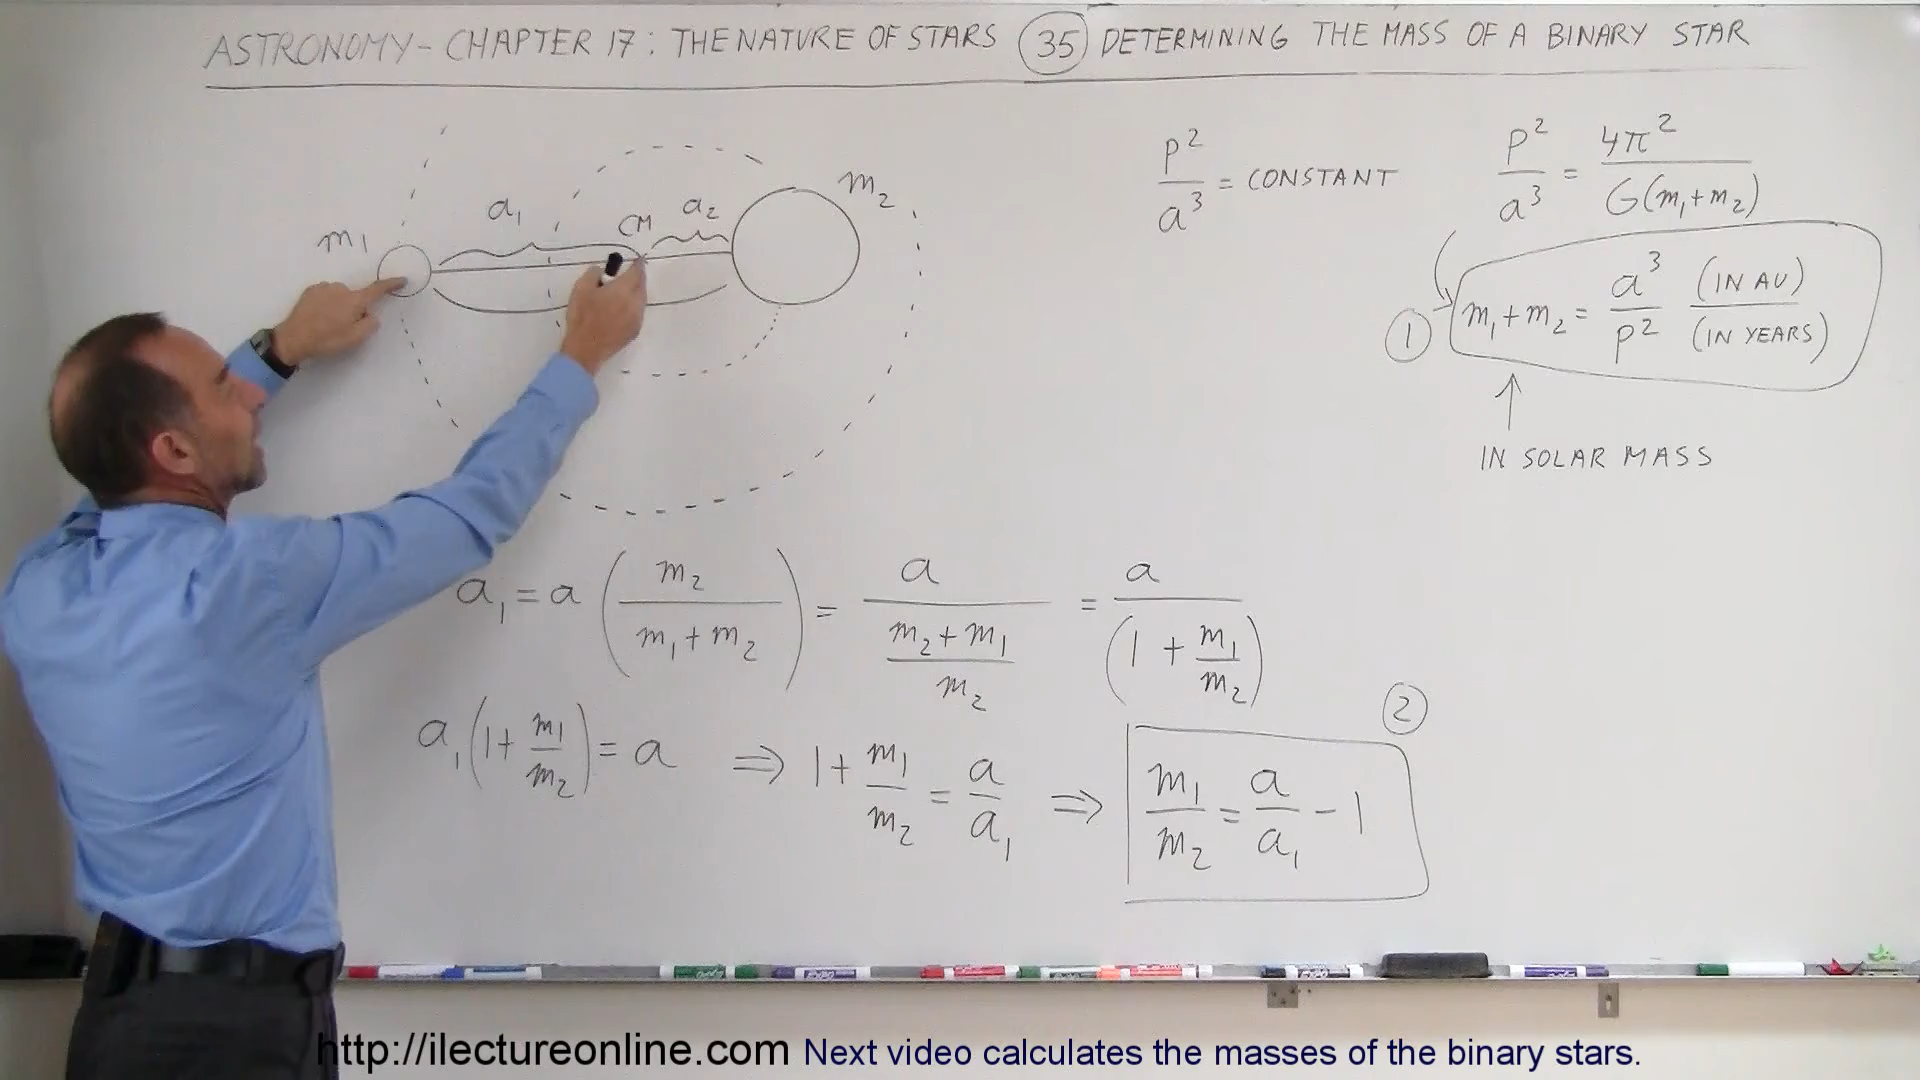 ASTRONOMY - CHAPTER 17: THE NATURE OF STARS (35) DETERMINING THE MASS OF A BINARY STAR
m₁ a₁ CM a₂ m₂
P²/a³ = CONSTANT
P²/a³ = 4π²/G(m₁+m₂)
① m₁+m₂ = a³/P² (IN AU)/(IN YEARS)
↑
IN SOLAR MASS
a₁ = a (m₂/(m₁+m₂)) = a/((m₂+m₁)/m₂) = a/(1 + m₁/m₂)
a₁(1 + m₁/m₂) = a ⇒ 1 + m₁/m₂ = a/a₁ ⇒ m₁/m₂ = a/a₁ - 1 ②
http://ilectureonline.com Next video calculates the masses of the binary stars.